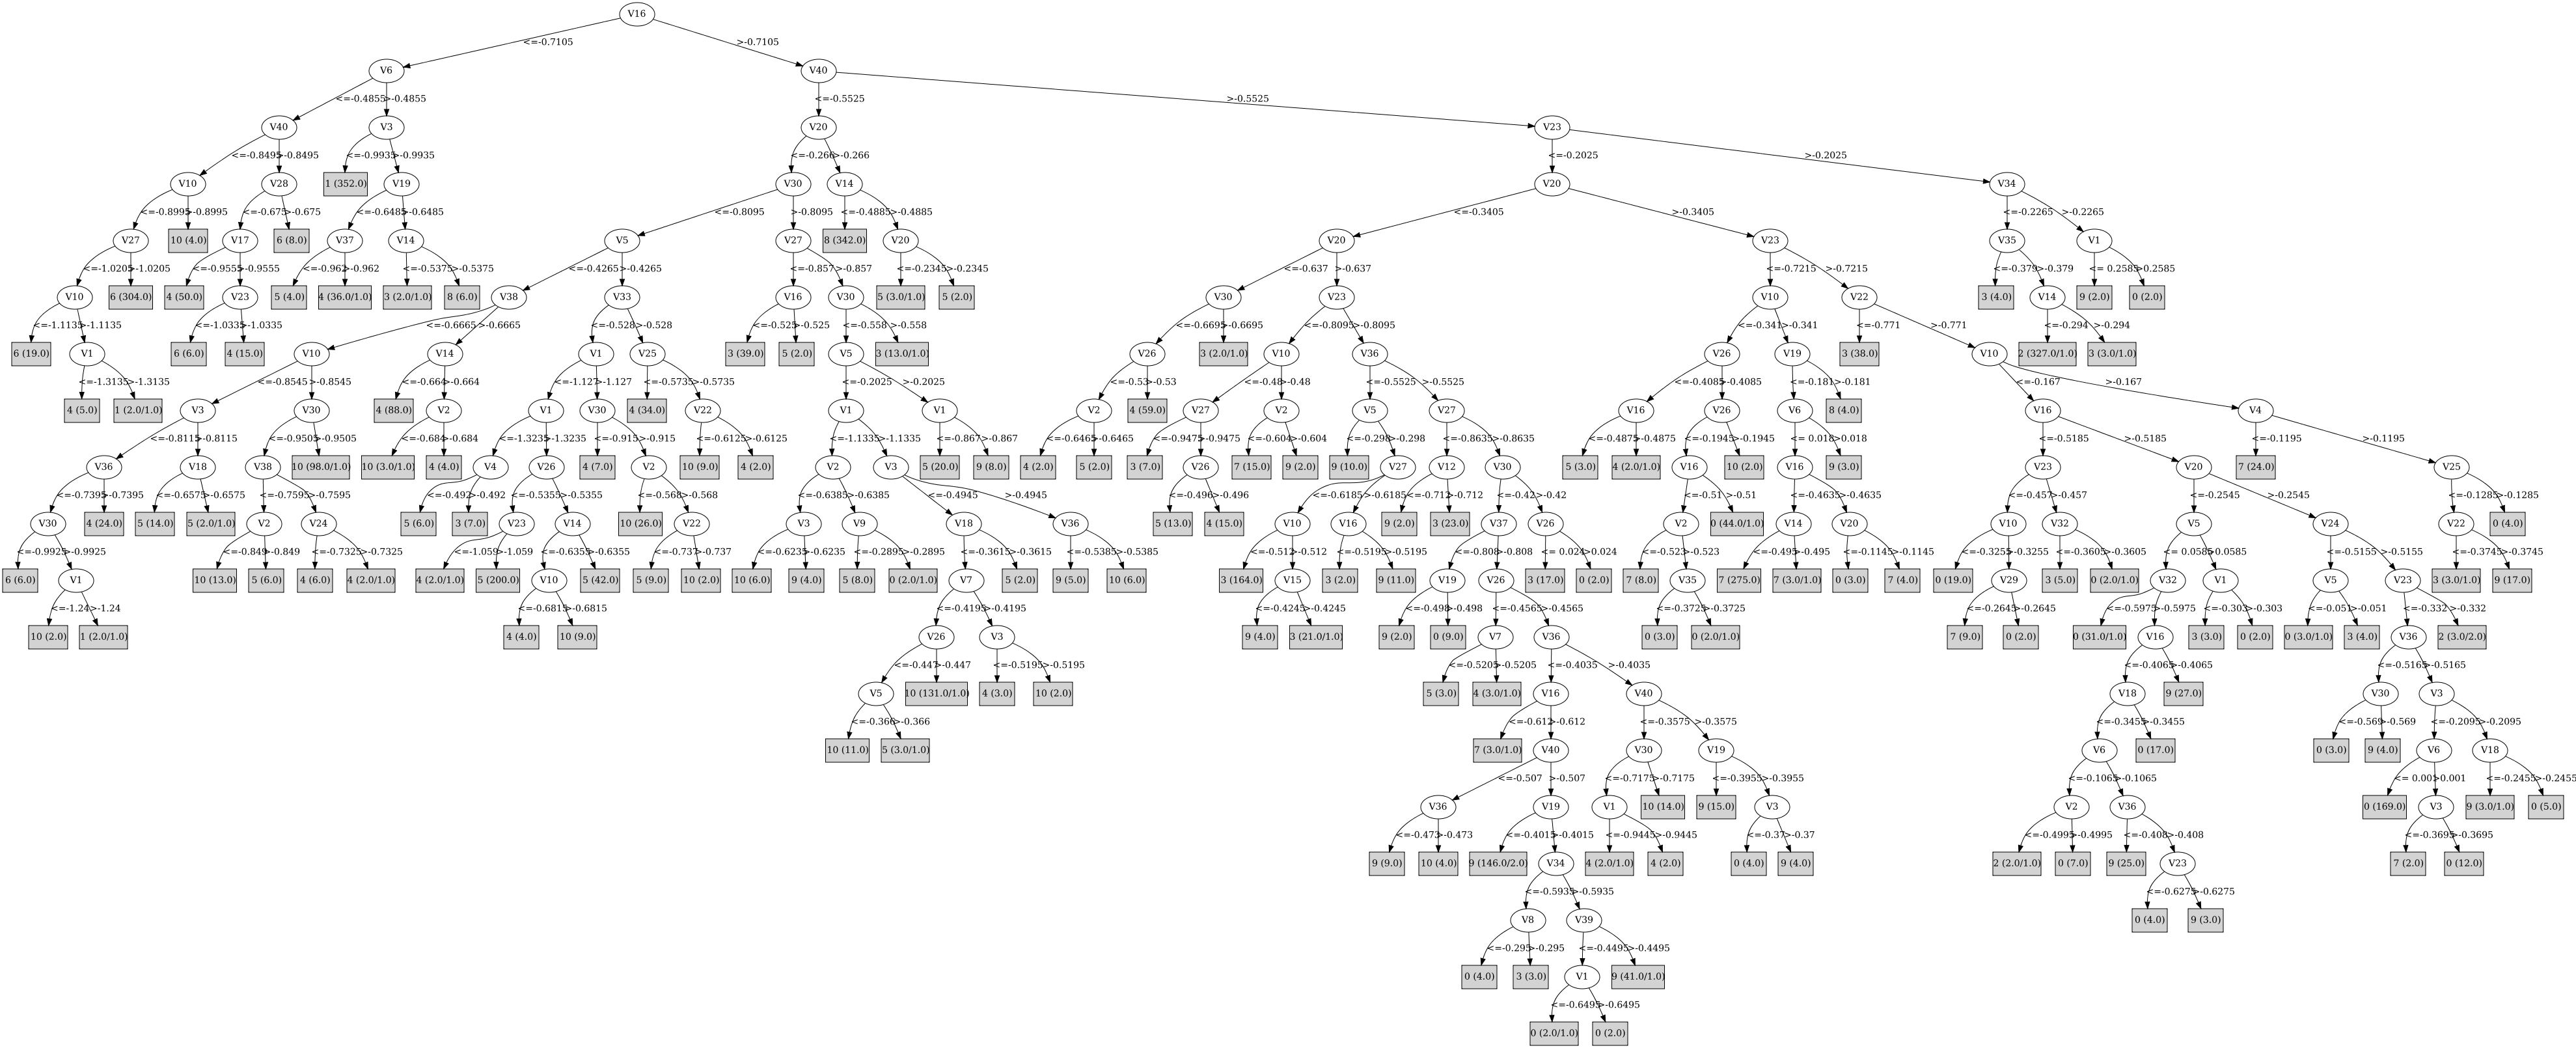 V16
<=-0.7105 >-0.7105
V6 V40
<=-0.4855 >-0.4855 <=-0.5525 >-0.5525
V40 V3 V20 V23
<=-0.8495 >-0.8495 <=-0.9935 >-0.9935 <=-0.266 >-0.266 <=-0.2025 >-0.2025
V10 V28 1 (352.0) V19 V30 V14 V20 V34
<=-0.8995 >-0.8995 <=-0.675 >-0.675 <=-0.6485 >-0.6485 <=-0.8095 >-0.8095 <=-0.4885 >-0.4885 <=-0.3405 >-0.3405 <=-0.2265 >-0.2265
V27 10 (4.0) V17 6 (8.0) V37 V14 V5 V27 8 (342.0) V20 V20 V23 V35 V1
<=-1.0205 >-1.0205 <=-0.9555 >-0.9555 <=-0.962 >-0.962 <=-0.5375 >-0.5375 <=-0.4265 >-0.4265 <=-0.857 >-0.857 <=-0.2345 >-0.2345 <=-0.637 >-0.637 <=-0.7215 >-0.7215 <=-0.379 >-0.379 <= 0.2585 >0.2585
V10 6 (304.0) 4 (50.0) V23 5 (4.0) 4 (36.0/1.0) 3 (2.0/1.0) 8 (6.0) V38 V33 V16 V30 5 (3.0/1.0) 5 (2.0) V30 V23 V10 V22 3 (4.0) V14 9 (2.0) 0 (2.0)
<=-1.1135 >-1.1135 <=-1.0335 >-1.0335 <=-0.6665 >-0.6665 <=-0.528 >-0.528 <=-0.525 >-0.525 <=-0.558 >-0.558 <=-0.6695 >-0.6695 <=-0.8095 >-0.8095 <=-0.341 >-0.341 <=-0.771 >-0.771 <=-0.294 >-0.294
6 (19.0) V1 6 (6.0) 4 (15.0) V10 V14 V1 V25 3 (39.0) 5 (2.0) V5 3 (13.0/1.0) V26 3 (2.0/1.0) V10 V36 V26 V19 3 (38.0) V10 2 (327.0/1.0) 3 (3.0/1.0)
<=-1.3135 >-1.3135 <=-0.8545 >-0.8545 <=-0.664 >-0.664 <=-1.127 >-1.127 <=-0.5735 >-0.5735 <=-0.2025 >-0.2025 <=-0.53 >-0.53 <=-0.48 >-0.48 <=-0.5525 >-0.5525 <=-0.4085 >-0.4085 <=-0.181 >-0.181 <=-0.167 >-0.167
4 (5.0) 1 (2.0/1.0) V3 V30 4 (88.0) V2 V1 V30 4 (34.0) V22 V1 V1 V2 4 (59.0) V27 V2 V5 V27 V16 V26 V6 8 (4.0) V16 V4
<=-0.8115 >-0.8115 <=-0.9505 >-0.9505 <=-0.684 >-0.684 <=-1.3235 >-1.3235 <=-0.915 >-0.915 <=-0.6125 >-0.6125 <=-1.1335 >-1.1335 <=-0.867 >-0.867 <=-0.6465 >-0.6465 <=-0.9475 >-0.9475 <=-0.604 >-0.604 <=-0.298 >-0.298 <=-0.8635 >-0.8635 <=-0.4875 >-0.4875 <=-0.1945 >-0.1945 <= 0.018 >0.018 <=-0.5185 >-0.5185 <=-0.1195 >-0.1195
V36 V18 V38 10 (98.0/1.0) 10 (3.0/1.0) 4 (4.0) V4 V26 4 (7.0) V2 10 (9.0) 4 (2.0) V2 V3 5 (20.0) 9 (8.0) 4 (2.0) 5 (2.0) 3 (7.0) V26 7 (15.0) 9 (2.0) 9 (10.0) V27 V12 V30 5 (3.0) 4 (2.0/1.0) V16 10 (2.0) V16 9 (3.0) V23 V20 7 (24.0) V25
<=-0.7395 >-0.7395 <=-0.6575 >-0.6575 <=-0.7595 >-0.7595 <=-0.492 >-0.492 <=-0.5355 >-0.5355 <=-0.568 >-0.568 <=-0.6385 >-0.6385 <=-0.4945 >-0.4945 <=-0.496 >-0.496 <=-0.6185 >-0.6185 <=-0.712 >-0.712 <=-0.42 >-0.42 <=-0.51 >-0.51 <=-0.4635 >-0.4635 <=-0.457 >-0.457 <=-0.2545 >-0.2545 <=-0.1285 >-0.1285
V30 4 (24.0) 5 (14.0) 5 (2.0/1.0) V2 V24 5 (6.0) 3 (7.0) V23 V14 10 (26.0) V22 V3 V9 V18 V36 5 (13.0) 4 (15.0) V10 V16 9 (2.0) 3 (23.0) V37 V26 V2 0 (44.0/1.0) V14 V20 V10 V32 V5 V24 V22 0 (4.0)
<=-0.9925 >-0.9925 <=-0.849 >-0.849 <=-0.7325 >-0.7325 <=-1.059 >-1.059 <=-0.6355 >-0.6355 <=-0.737 >-0.737 <=-0.6235 >-0.6235 <=-0.2895 >-0.2895 <=-0.3615 >-0.3615 <=-0.5385 >-0.5385 <=-0.512 >-0.512 <=-0.5195 >-0.5195 <=-0.808 >-0.808 <= 0.024 >0.024 <=-0.523 >-0.523 <=-0.495 >-0.495 <=-0.1145 >-0.1145 <=-0.3255 >-0.3255 <=-0.3605 >-0.3605 <= 0.0585 >0.0585 <=-0.5155 >-0.5155 <=-0.3745 >-0.3745
6 (6.0) V1 10 (13.0) 5 (6.0) 4 (6.0) 4 (2.0/1.0) 4 (2.0/1.0) 5 (200.0) V10 5 (42.0) 5 (9.0) 10 (2.0) 10 (6.0) 9 (4.0) 5 (8.0) 0 (2.0/1.0) V7 5 (2.0) 9 (5.0) 10 (6.0) 3 (164.0) V15 3 (2.0) 9 (11.0) V19 V26 3 (17.0) 0 (2.0) 7 (8.0) V35 7 (275.0) 7 (3.0/1.0) 0 (3.0) 7 (4.0) 0 (19.0) V29 3 (5.0) 0 (2.0/1.0) V32 V1 V5 V23 3 (3.0/1.0) 9 (17.0)
<=-1.24 >-1.24 <=-0.6815 >-0.6815 <=-0.4195 >-0.4195 <=-0.4245 >-0.4245 <=-0.498 >-0.498 <=-0.4565 >-0.4565 <=-0.3725 >-0.3725 <=-0.2645 >-0.2645 <=-0.5975 >-0.5975 <=-0.303 >-0.303 <=-0.051 >-0.051 <=-0.332 >-0.332
10 (2.0) 1 (2.0/1.0) 4 (4.0) 10 (9.0) V26 V3 9 (4.0) 3 (21.0/1.0) 9 (2.0) 0 (9.0) V7 V36 0 (3.0) 0 (2.0/1.0) 7 (9.0) 0 (2.0) 0 (31.0/1.0) V16 3 (3.0) 0 (2.0) 0 (3.0/1.0) 3 (4.0) V36 2 (3.0/2.0)
<=-0.447 >-0.447 <=-0.5195 >-0.5195 <=-0.5205 >-0.5205 <=-0.4035 >-0.4035 <=-0.4065 >-0.4065 <=-0.5165 >-0.5165
V5 10 (131.0/1.0) 4 (3.0) 10 (2.0) 5 (3.0) 4 (3.0/1.0) V16 V40 V18 9 (27.0) V30 V3
<=-0.366 >-0.366 <=-0.612 >-0.612 <=-0.3575 >-0.3575 <=-0.3455 >-0.3455 <=-0.569 >-0.569 <=-0.2095 >-0.2095
10 (11.0) 5 (3.0/1.0) 7 (3.0/1.0) V40 V30 V19 V6 0 (17.0) 0 (3.0) 9 (4.0) V6 V18
<=-0.507 >-0.507 <=-0.7175 >-0.7175 <=-0.3955 >-0.3955 <=-0.1065 >-0.1065 <= 0.001 >0.001 <=-0.2455 >-0.2455
V36 V19 V1 10 (14.0) 9 (15.0) V3 V2 V36 0 (169.0) V3 9 (3.0/1.0) 0 (5.0)
<=-0.473 >-0.473 <=-0.4015 >-0.4015 <=-0.9445 >-0.9445 <=-0.37 >-0.37 <=-0.4995 >-0.4995 <=-0.408 >-0.408 <=-0.3695 >-0.3695
9 (9.0) 10 (4.0) 9 (146.0/2.0) V34 4 (2.0/1.0) 4 (2.0) 0 (4.0) 9 (4.0) 2 (2.0/1.0) 0 (7.0) 9 (25.0) V23 7 (2.0) 0 (12.0)
<=-0.5935 >-0.5935 <=-0.6275 >-0.6275
V8 V39 0 (4.0) 9 (3.0)
<=-0.295 >-0.295 <=-0.4495 >-0.4495
0 (4.0) 3 (3.0) V1 9 (41.0/1.0)
<=-0.6495 >-0.6495
0 (2.0/1.0) 0 (2.0)